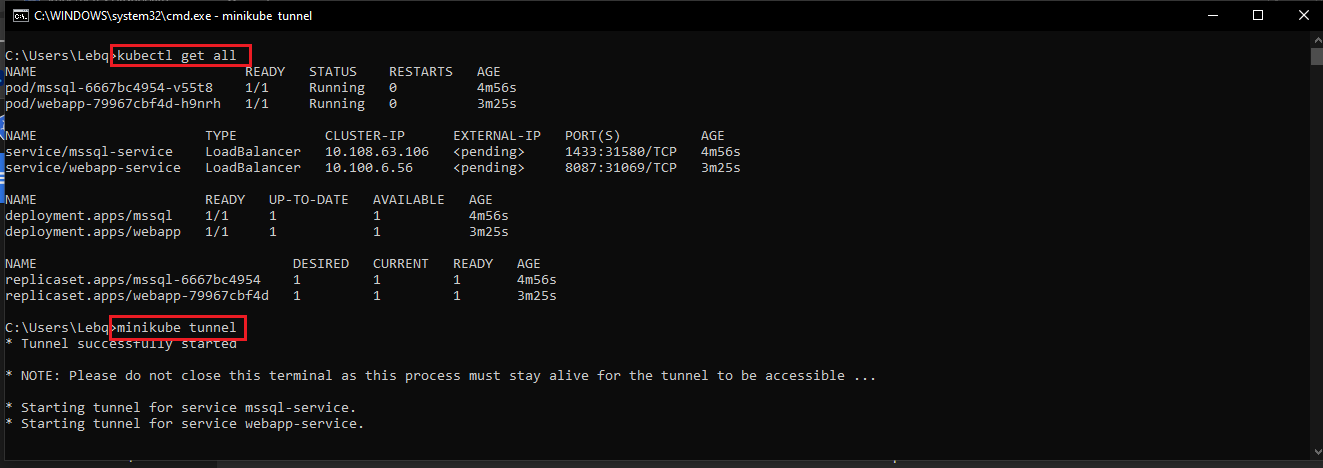 C:\WINDOWS\system32\cmd.exe - minikube tunnel
C:\Users\Lebq>kubectl get all
NAME READY STATUS RESTARTS AGE
pod/mssql-6667bc4954-v55t8 1/1 Running 0 4m56s
pod/webapp-79967cbf4d-h9nrh 1/1 Running 0 3m25s
NAME TYPE CLUSTER-IP EXTERNAL-IP PORT(S) AGE
service/mssql-service LoadBalancer 10.108.63.106 <pending> 1433:31580/TCP 4m56s
service/webapp-service LoadBalancer 10.100.6.56 <pending> 8087:31069/TCP 3m25s
NAME READY UP-TO-DATE AVAILABLE AGE
deployment.apps/mssql 1/1 1 1 4m56s
deployment.apps/webapp 1/1 1 1 3m25s
NAME DESIRED CURRENT READY AGE
replicaset.apps/mssql-6667bc4954 1 1 1 4m56s
replicaset.apps/webapp-79967cbf4d 1 1 1 3m25s
C:\Users\Lebq>minikube tunnel
* Tunnel successfully started
* NOTE: Please do not close this terminal as this process must stay alive for the tunnel to be accessible ...
* Starting tunnel for service mssql-service.
* Starting tunnel for service webapp-service.